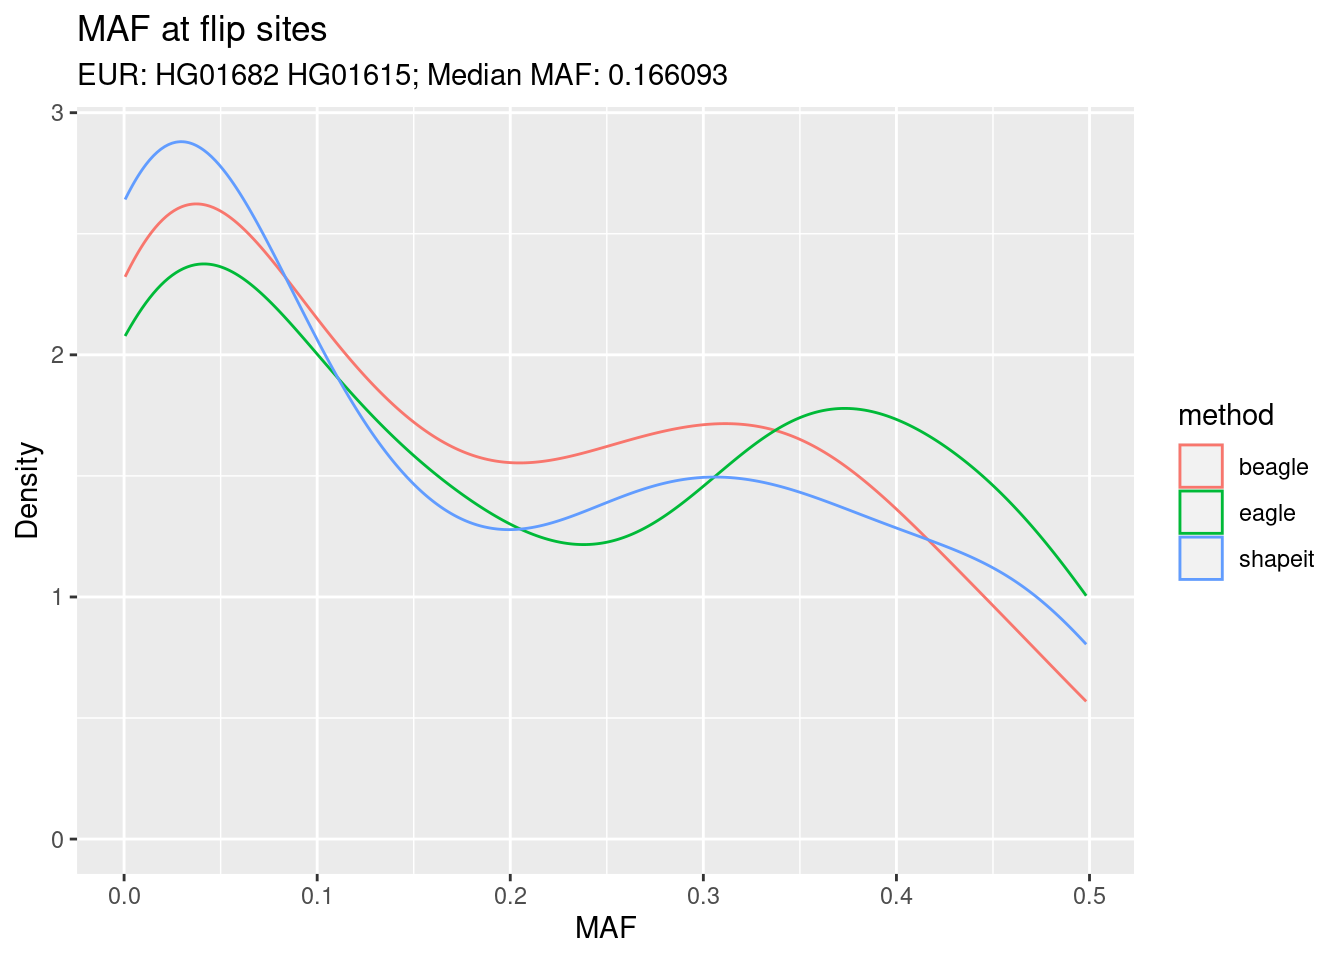 MAF at flip sites
EUR: HG01682 HG01615; Median MAF: 0.166093
3
2
1
0
Density
0.0 0.1 0.2 0.3 0.4 0.5
MAF
method
beagle
eagle
shapeit